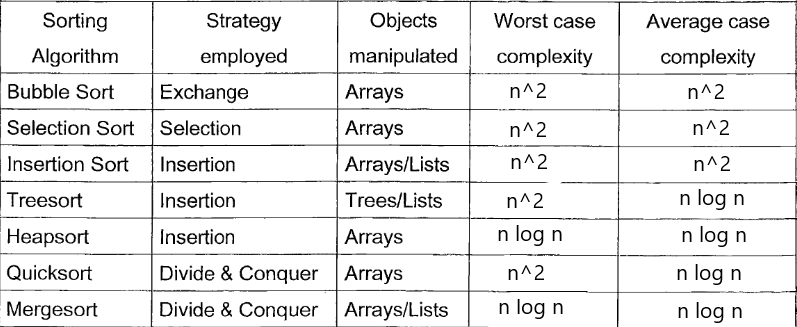 Sorting Algorithm Strategy employed Objects manipulated Worst case complexity Average case complexity
Bubble Sort Exchange Arrays n^2 n^2
Selection Sort Selection Arrays n^2 n^2
Insertion Sort Insertion Arrays/Lists n^2 n^2
Treesort Insertion Trees/Lists n^2 n log n
Heapsort Insertion Arrays n log n n log n
Quicksort Divide & Conquer Arrays n^2 n log n
Mergesort Divide & Conquer Arrays/Lists n log n n log n